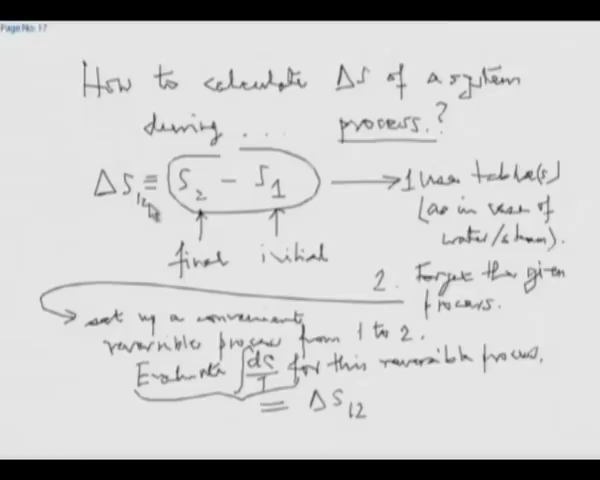 Page No: 17
How to calculate ΔS of a system
during .... process.?
ΔS₁₂ ≡ S₂ – S₁ → 1 Use table(s)
(as in case of
water/steam).
final initial
2. Forget the given
process.
→ set up a convenient
reversible process from 1 to 2.
Evaluate ∫ dQ/T for this reversible process.
= ΔS₁₂